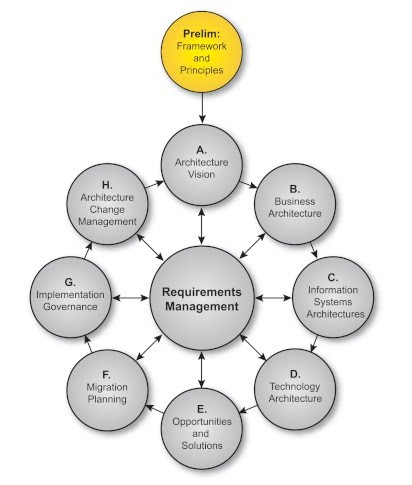 Prelim:
Framework
and
Principles
A.
Architecture
Vision
B.
Business
Architecture
C.
Information
Systems
Architectures
D.
Technology
Architecture
E.
Opportunities
and
Solutions
F.
Migration
Planning
G.
Implementation
Governance
H.
Architecture
Change
Management
Requirements
Management